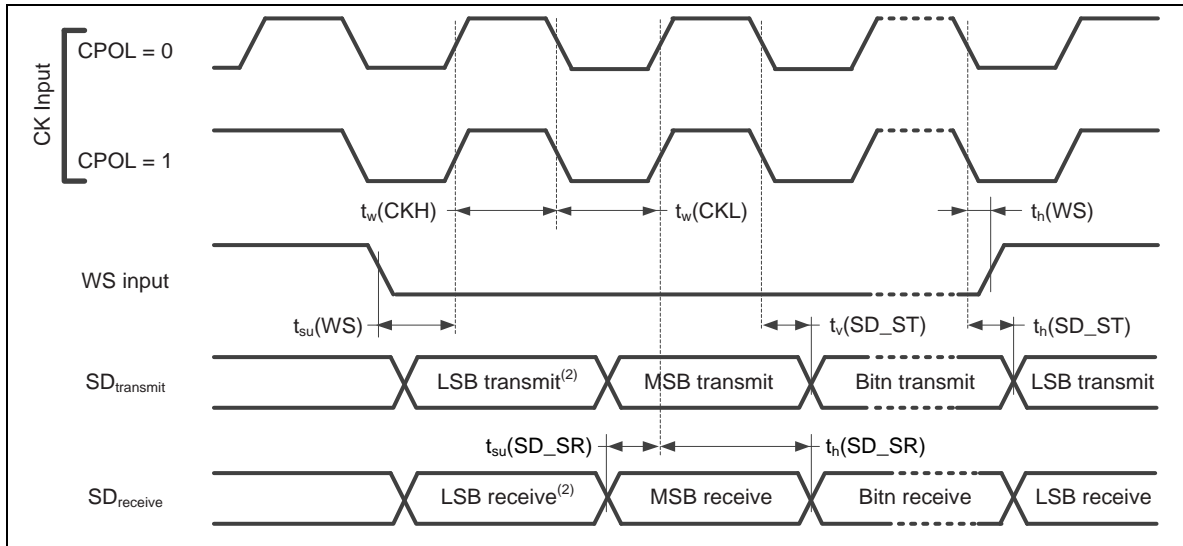 CK Input
CPOL = 0
CPOL = 1
tw(CKH)
tw(CKL)
th(WS)
WS input
tsu(WS)
tv(SD_ST)
th(SD_ST)
SDtransmit
LSB transmit(2)
MSB transmit
Bitn transmit
LSB transmit
tsu(SD_SR)
th(SD_SR)
SDreceive
LSB receive(2)
MSB receive
Bitn receive
LSB receive